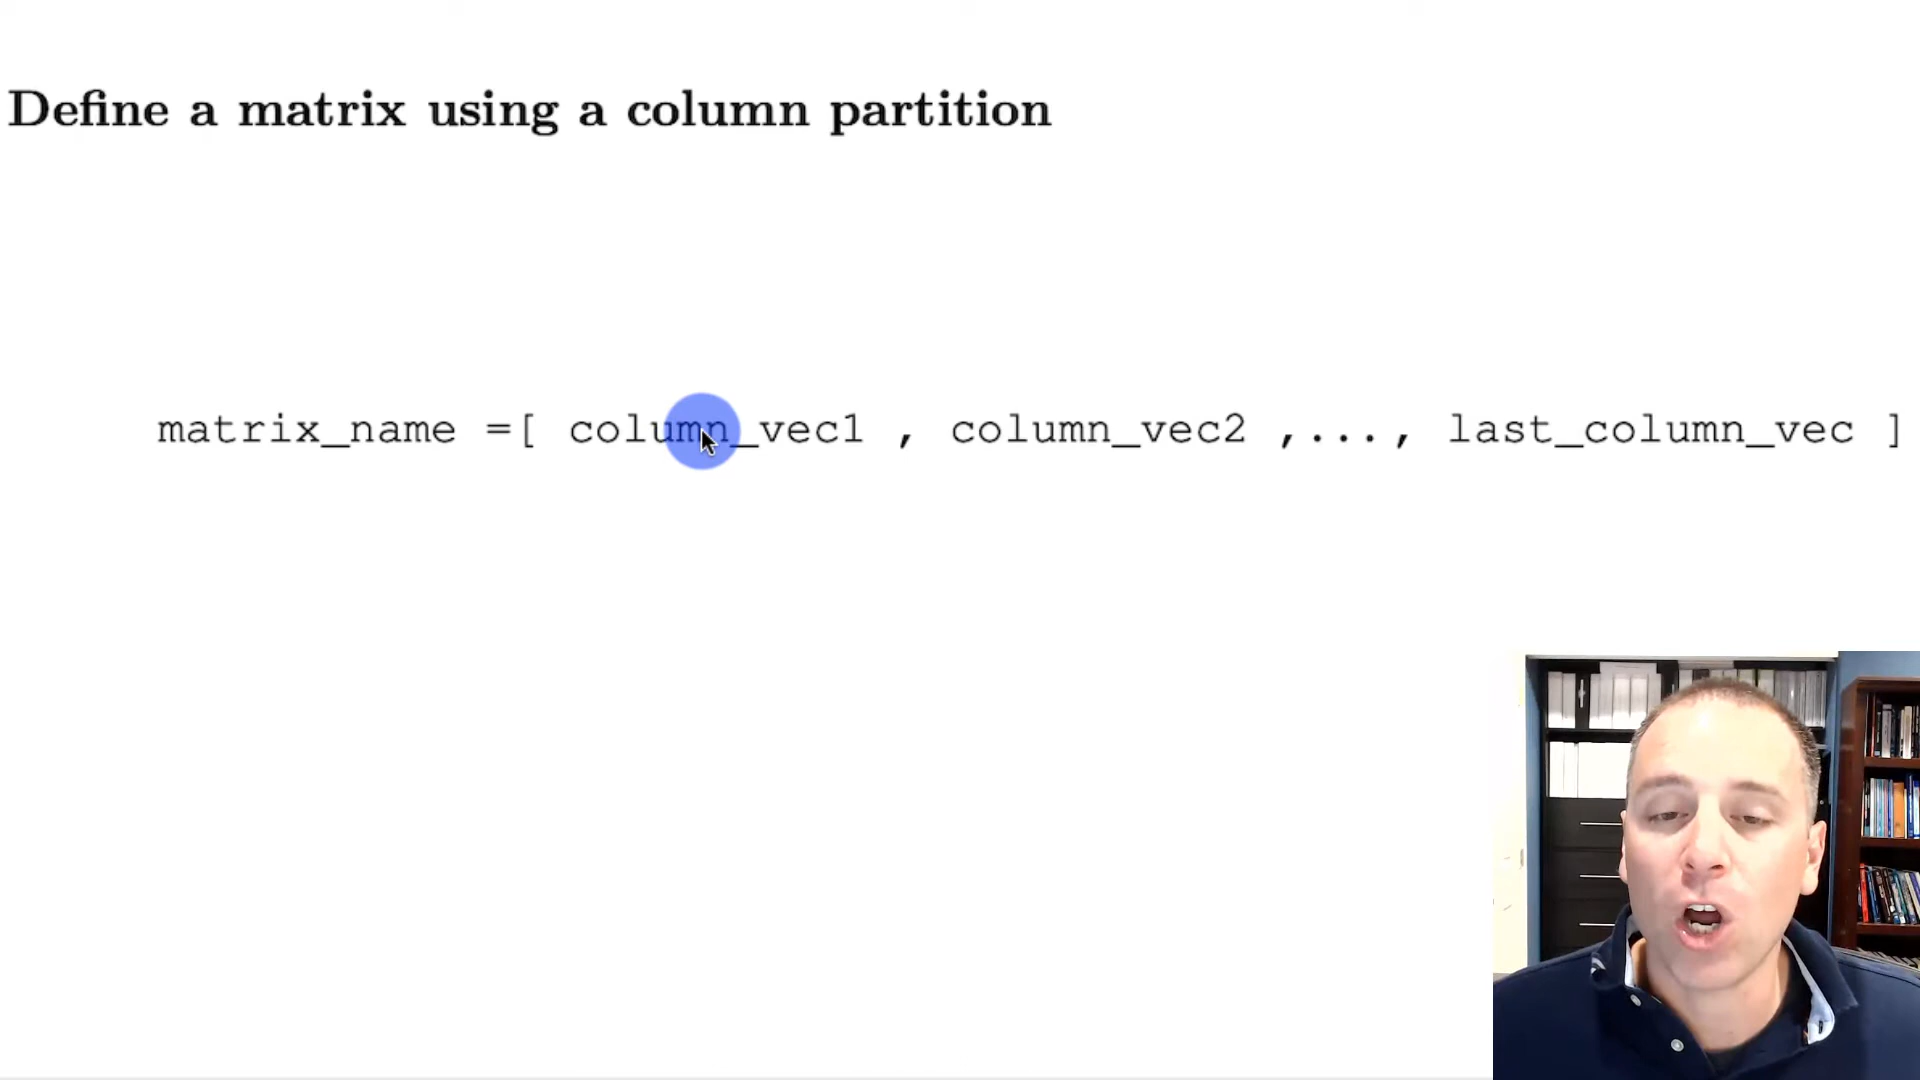 Define a matrix using a column partition
matrix_name =[ column_vec1 , column_vec2 ,..., last_column_vec ]